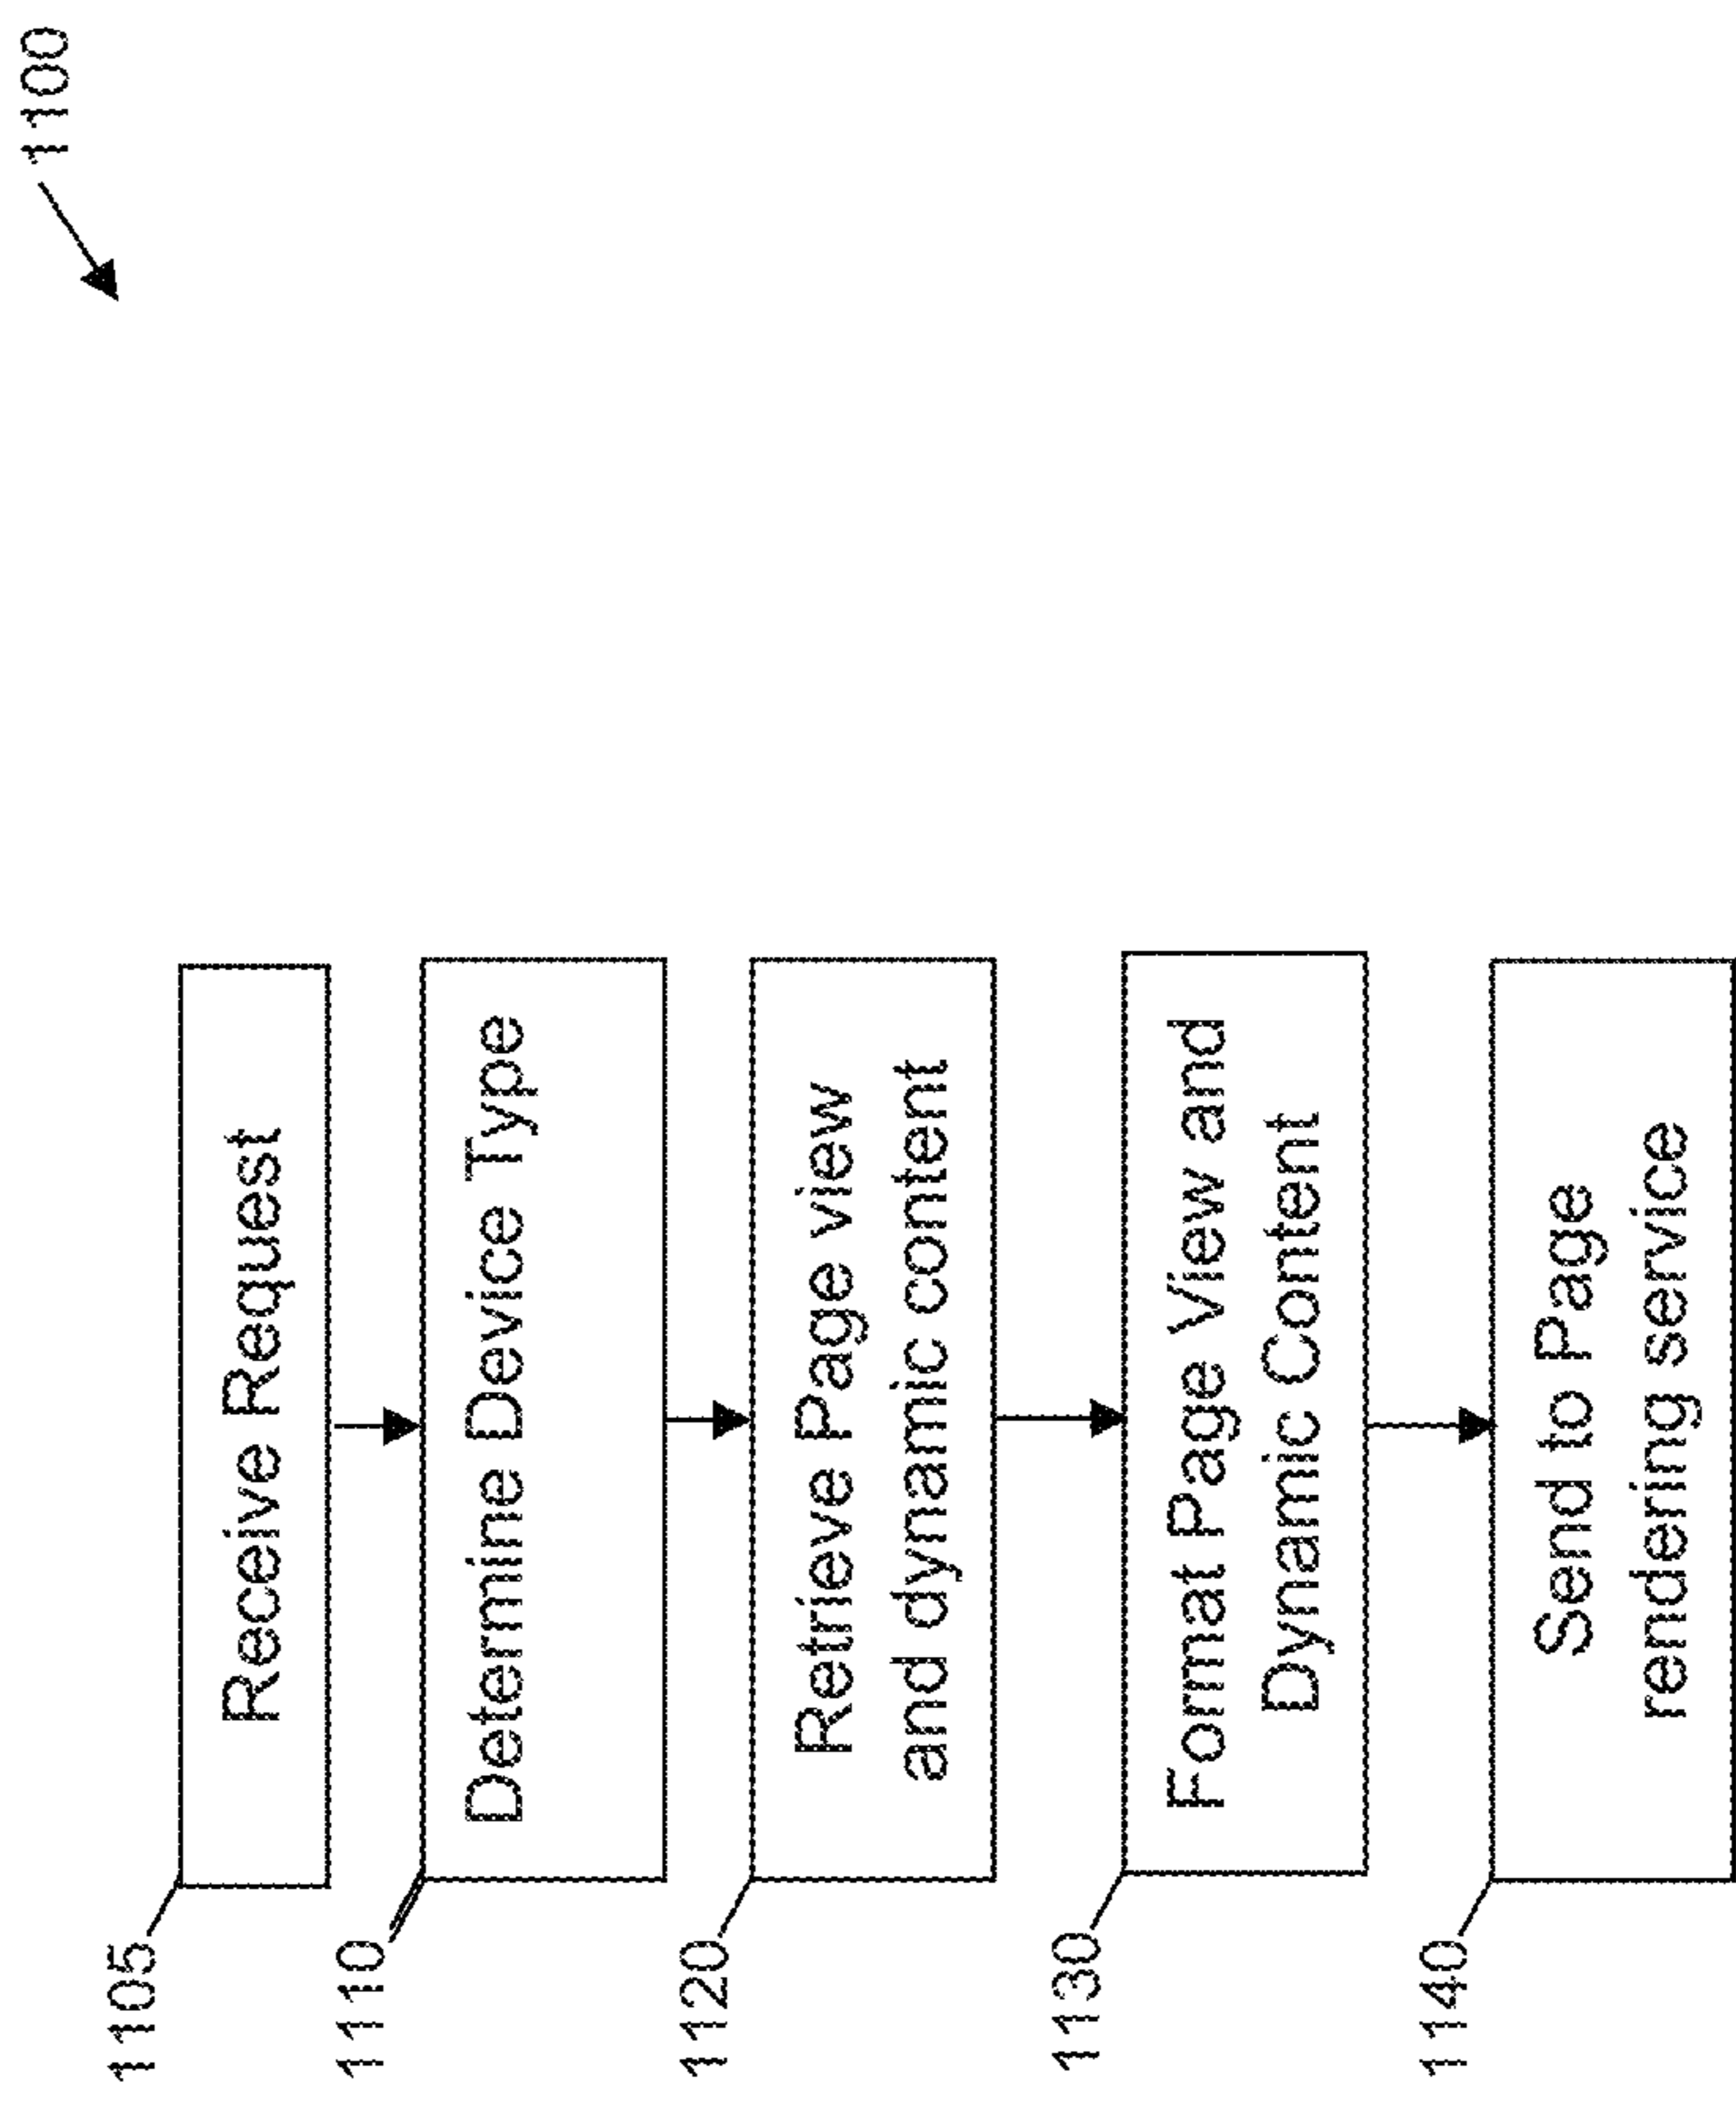 1100
1105
Receive Request
1110
Determine Device Type
1120
Retrieve Page view
and dynamic content
1130
Format Page View and
Dynamic Content
1140
Send to Page
rendering service